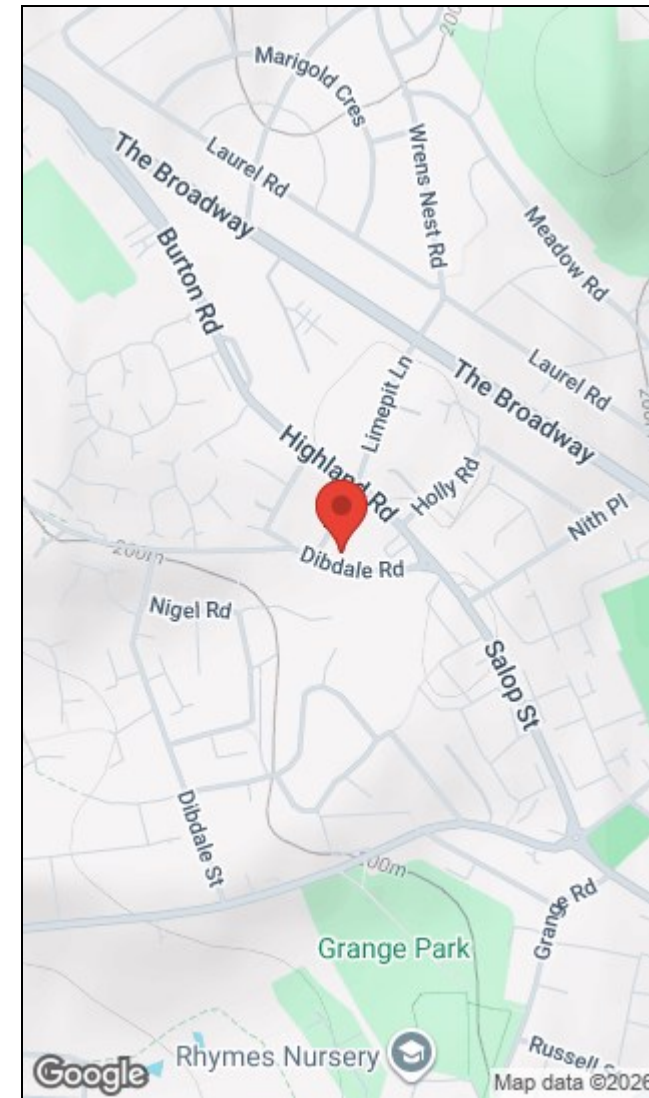 200
Marigold Cres
Laurel Rd
Wrens Nest Rd
The Broadway
Meadow Rd
Burton Rd
Laurel Rd
Limepit Ln
The Broadway
Highland Rd
Holly Rd
Nith Pl
200m
Dibdale Rd
Nigel Rd
Salop St
Dibdale St
200m
Grange Rd
Grange Park
Rhymes Nursery
Russell
Google
Map data ©2026